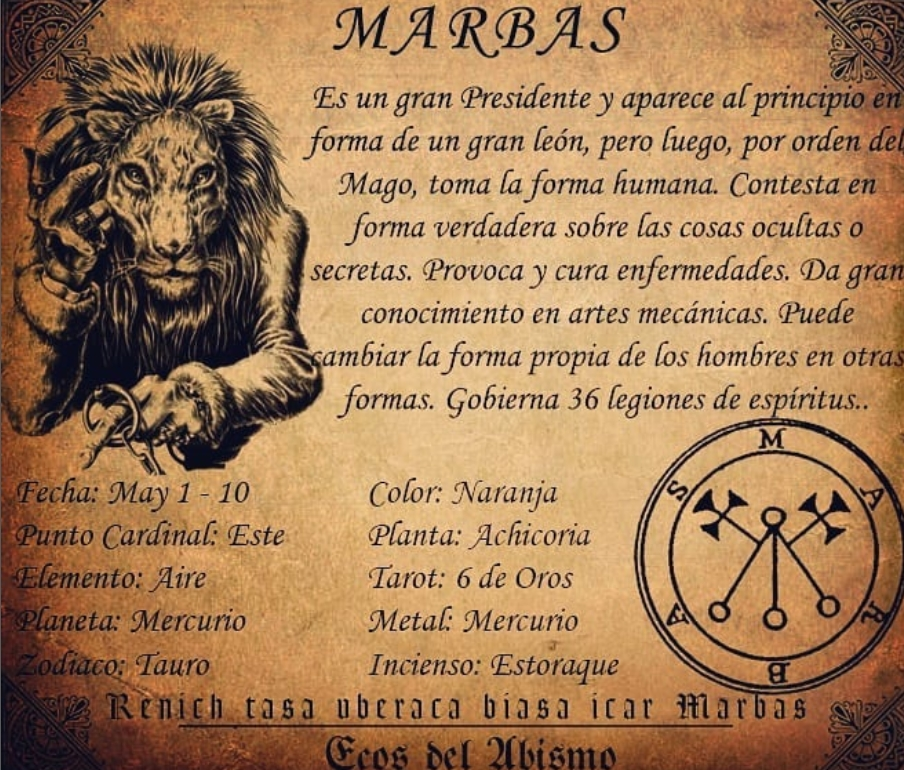 MARBAS
Es un gran Presidente y aparece al principio en
forma de un gran león, pero luego, por orden del
Mago, toma la forma humana. Contesta en
forma verdadera sobre las cosas ocultas o
secretas. Provoca y cura enfermedades. Da gran
conocimiento en artes mecánicas. Puede
cambiar la forma propia de los hombres en otras
formas. Gobierna 36 legiones de espíritus..
Fecha: May 1 - 10
Punto Cardinal: Este
Elemento: Aire
Planeta: Mercurio
Zodiaco: Tauro
Color: Naranja
Planta: Achicoria
Tarot: 6 de Oros
Metal: Mercurio
Incienso: Estoraque
M A R B A S
Renich tasa uberaca biasa icar Marbas
Ecos del Abismo